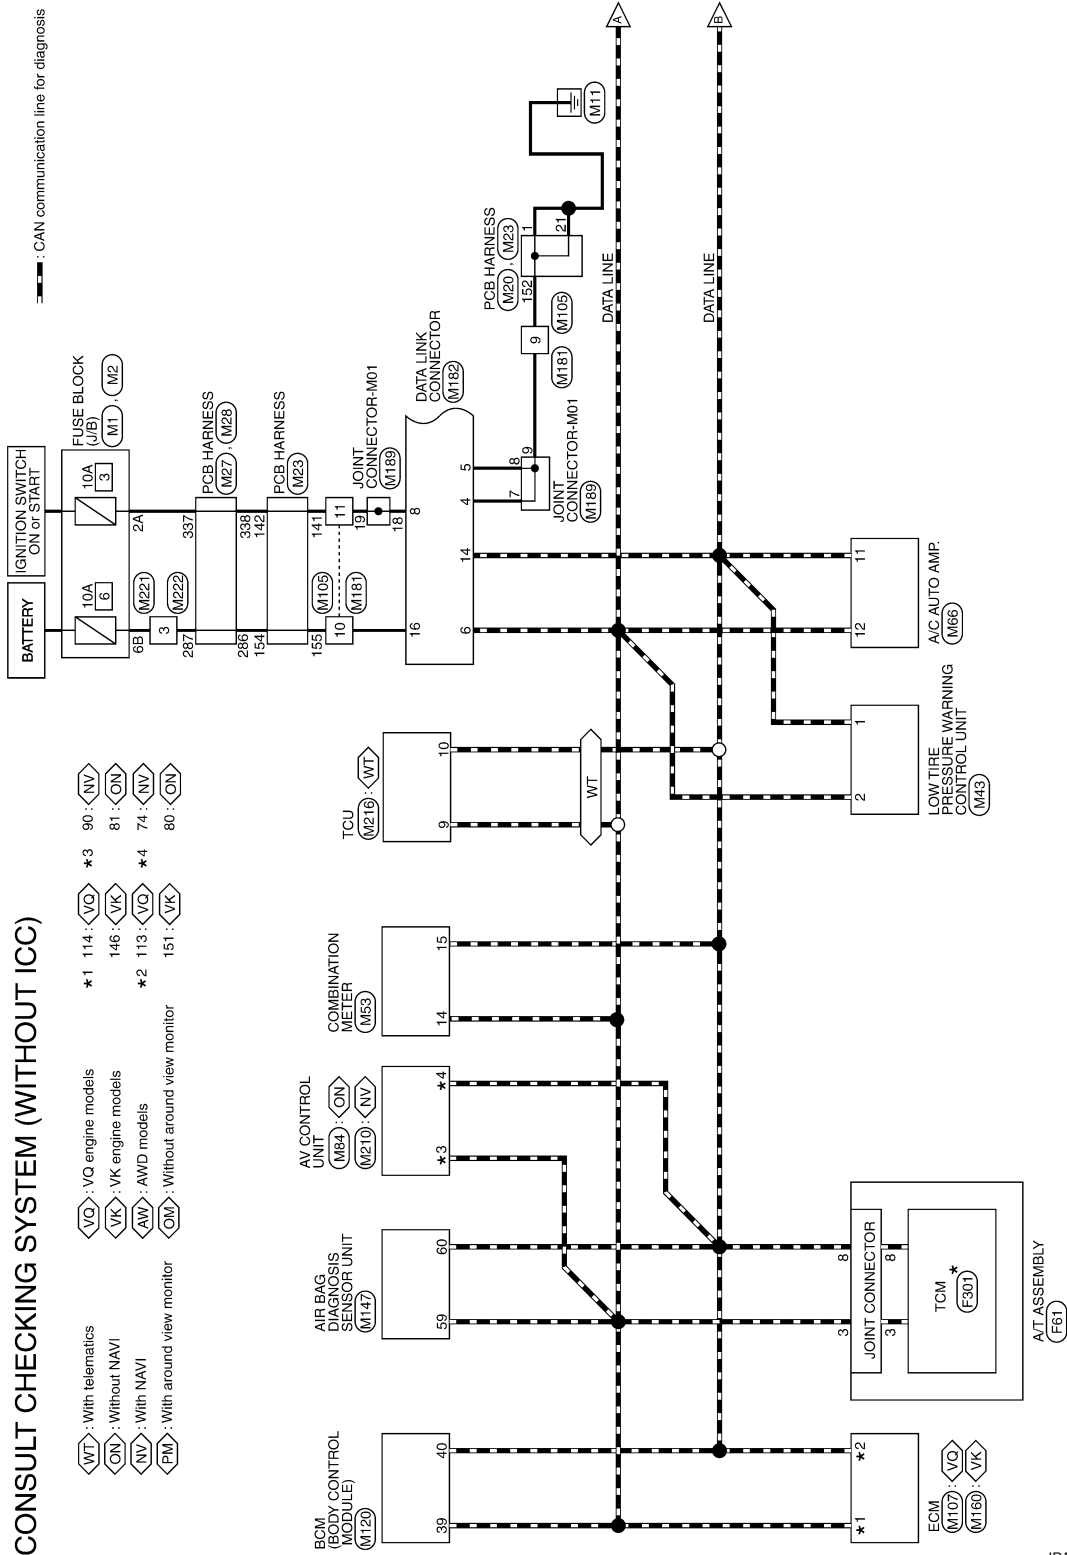 CONSULT CHECKING SYSTEM (WITHOUT ICC)
: CAN communication line for diagnosis
WT : With telematics
ON : Without NAVI
NV : With NAVI
PM : With around view monitor
VQ : VQ engine models
VK : VK engine models
AW : AWD models
OM : Without around view monitor
★1 114 : VQ
146 : VK
★2 113 : VQ
151 : VK
★3 90 : NV
81 : ON
★4 74 : NV
80 : ON
BATTERY
IGNITION SWITCH
ON or START
10A
6
10A
3
FUSE BLOCK
(J/B)
M1 , M2
6B
2A
M221
3
M222
287
337
PCB HARNESS
M27 , M28
286
338
154
142
PCB HARNESS
M23
155
141
M105
10
11
M181
19
18
JOINT
CONNECTOR-M01
M189
16
8
DATA LINK
CONNECTOR
M182
6
14
4
5
7
8
9
JOINT
CONNECTOR-M01
M189
M181
9
M105
152
1
21
PCB HARNESS
M20 , M23
M11
BCM
(BODY CONTROL
MODULE)
M120
39
40
AIR BAG
DIAGNOSIS
SENSOR UNIT
M147
59
60
AV CONTROL
UNIT
M84 : ON
M210 : NV
★3
★4
COMBINATION
METER
M53
14
15
TCU
M216 : WT
9
10
WT
DATA LINE
A
DATA LINE
B
★1
★2
ECM
M107 : VQ
M160 : VK
3
8
JOINT CONNECTOR
3
8
TCM ★
F301
A/T ASSEMBLY
F61
2
1
LOW TIRE
PRESSURE WARNING
CONTROL UNIT
M43
12
11
A/C AUTO AMP.
M66